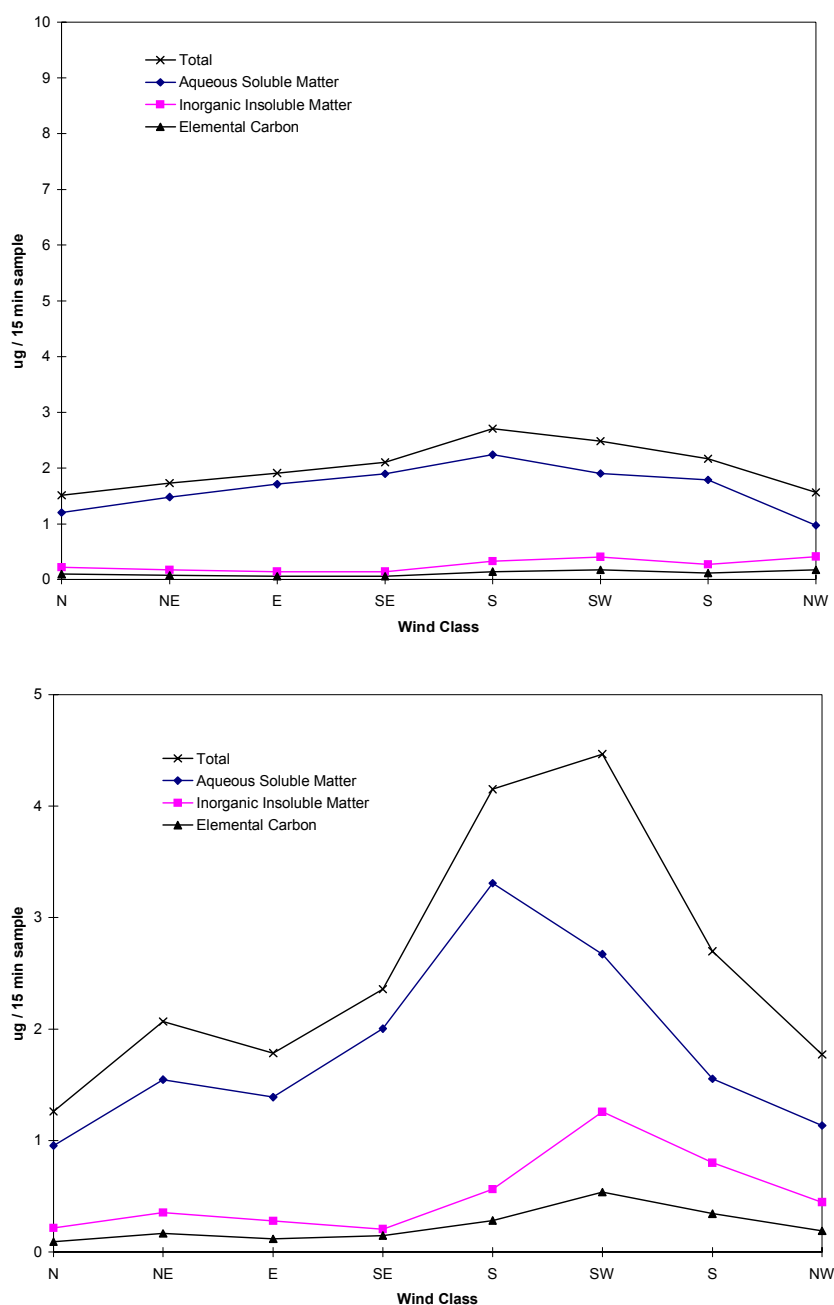 10
9
8
7
6
5
4
3
2
1
0
ug / 15 min sample
Total
Aqueous Soluble Matter
Inorganic Insoluble Matter
Elemental Carbon
N NE E SE S SW S NW
Wind Class
5
4
3
2
1
0
ug / 15 min sample
Total
Aqueous Soluble Matter
Inorganic Insoluble Matter
Elemental Carbon
N NE E SE S SW S NW
Wind Class